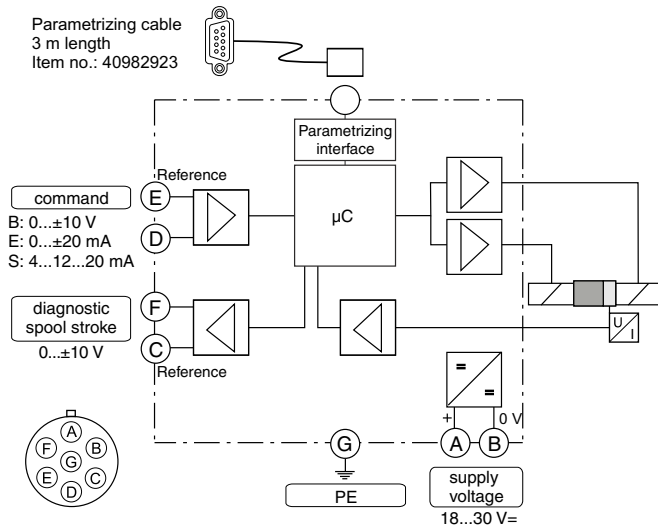 Parametrizing cable
3 m length
Item no.: 40982923
Parametrizing
interface
Reference
command
E
B: 0...±10 V
E: 0...±20 mA
S: 4...12...20 mA
D
µC
diagnostic
spool stroke
0...±10 V
F
C
Reference
U
I
=
=
+
0 V
A
F
B
G
E
C
D
G
A
B
PE
supply
voltage
18...30 V=